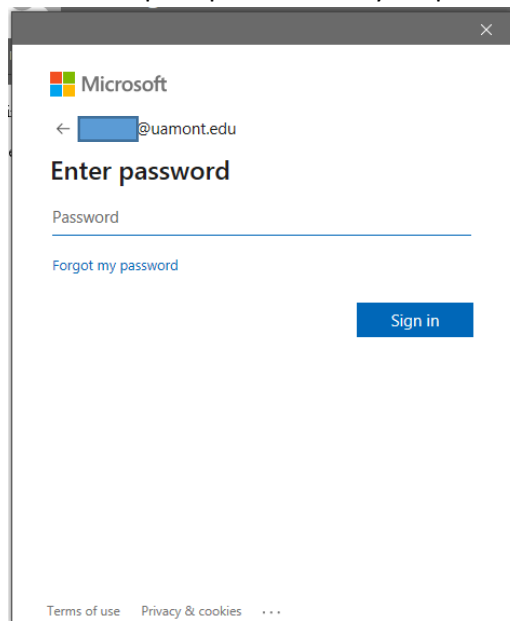 Microsoft
← @uamont.edu
Enter password
Password
Forgot my password
Sign in
Terms of use Privacy & cookies ...